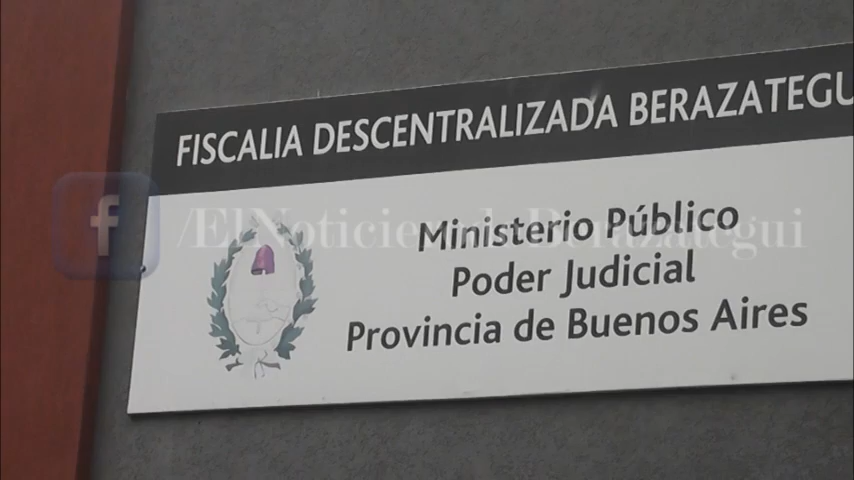 FISCALIA DESCENTRALIZADA BERAZATEGU
Ministerio Público
Poder Judicial
Provincia de Buenos Aires
f /ElNoticiero de Berazategui